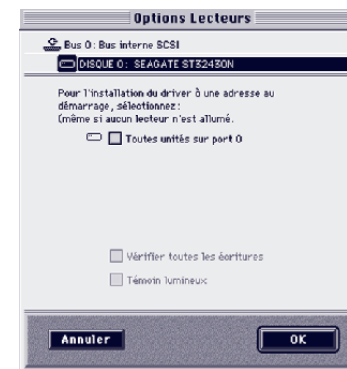 Options Lecteurs
Bus 0: Bus interne SCSI
DISQUE 0: SEAGATE ST32430N
Pour l'installation du driver à une adresse au
démarrage, sélectionnez:
(même si aucun lecteur n'est allumé.
Toutes unités sur port 0
Vérifier toutes les écritures
Témoin lumineux
Annuler
OK